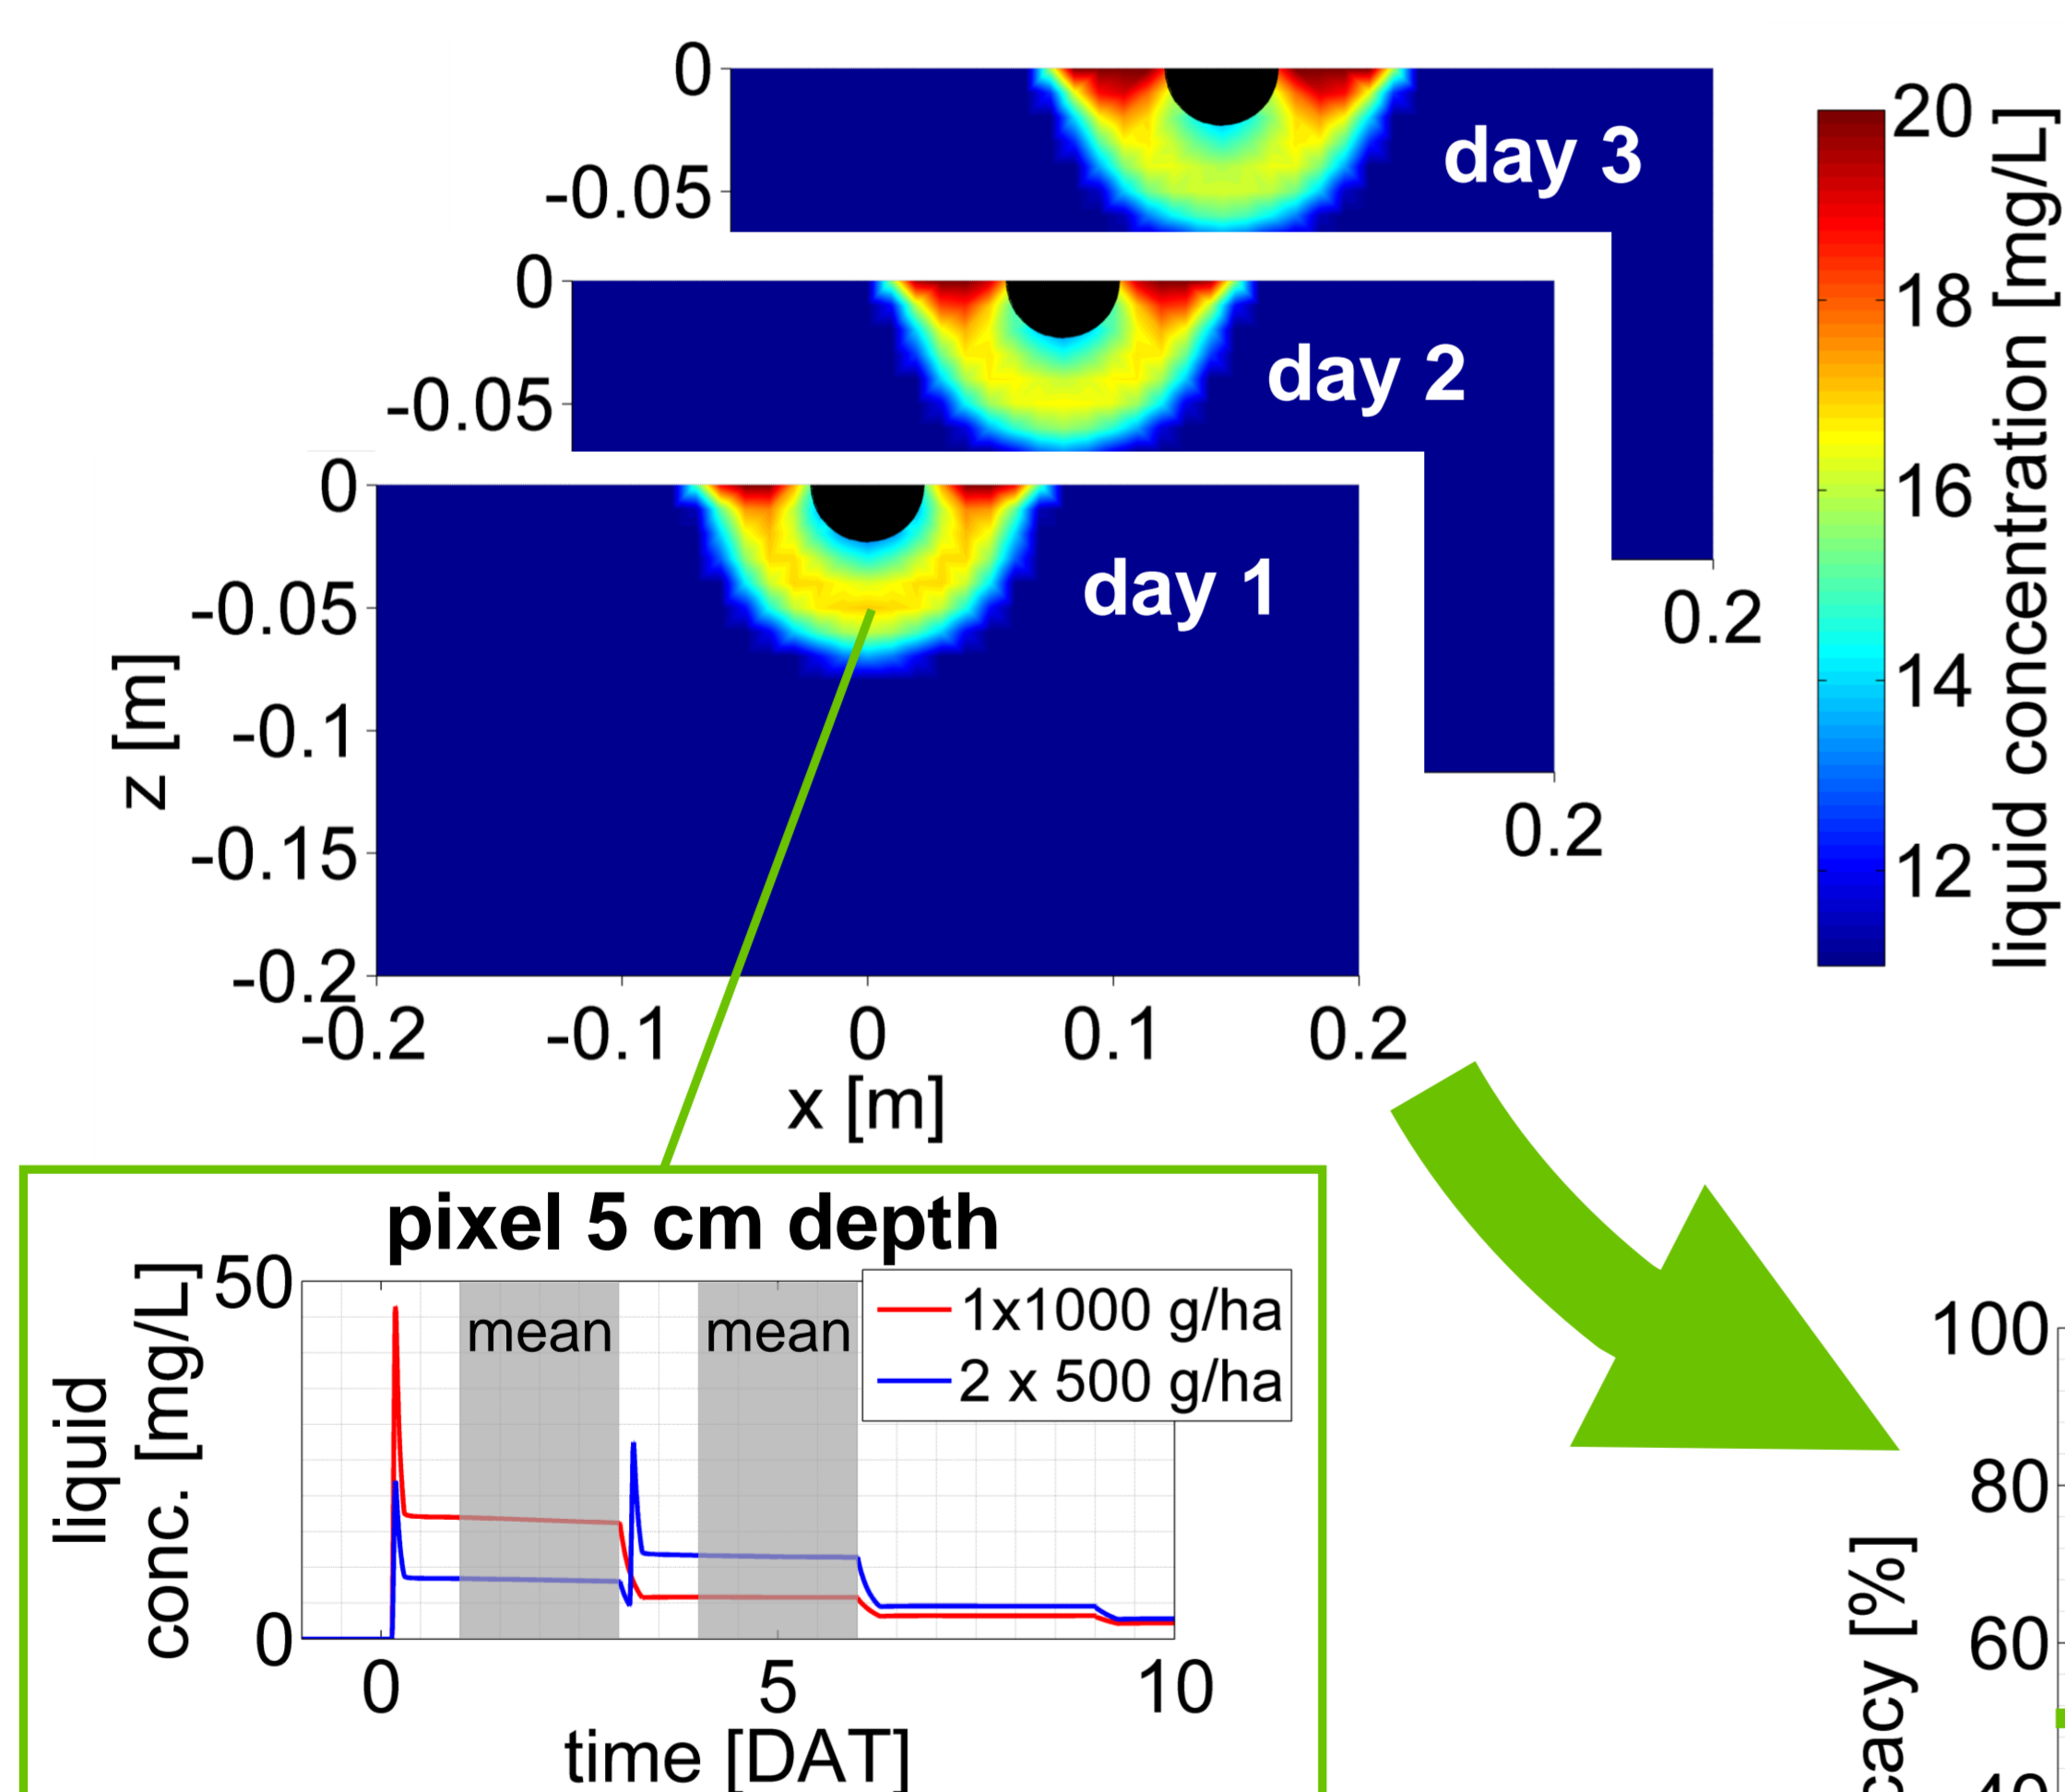 0
-0.05
day 3
0.2
0
-0.05
day 2
0.2
0
-0.05
-0.1
-0.15
-0.2
z [m]
day 1
-0.2 -0.1 0 0.1 0.2
x [m]
20
18
16
14
12
liquid concentration [mg/L]
pixel 5 cm depth
liquid
conc. [mg/L]
50
0
mean mean
1x1000 g/ha
2 x 500 g/ha
0 5 10
time [DAT]
100
80
60